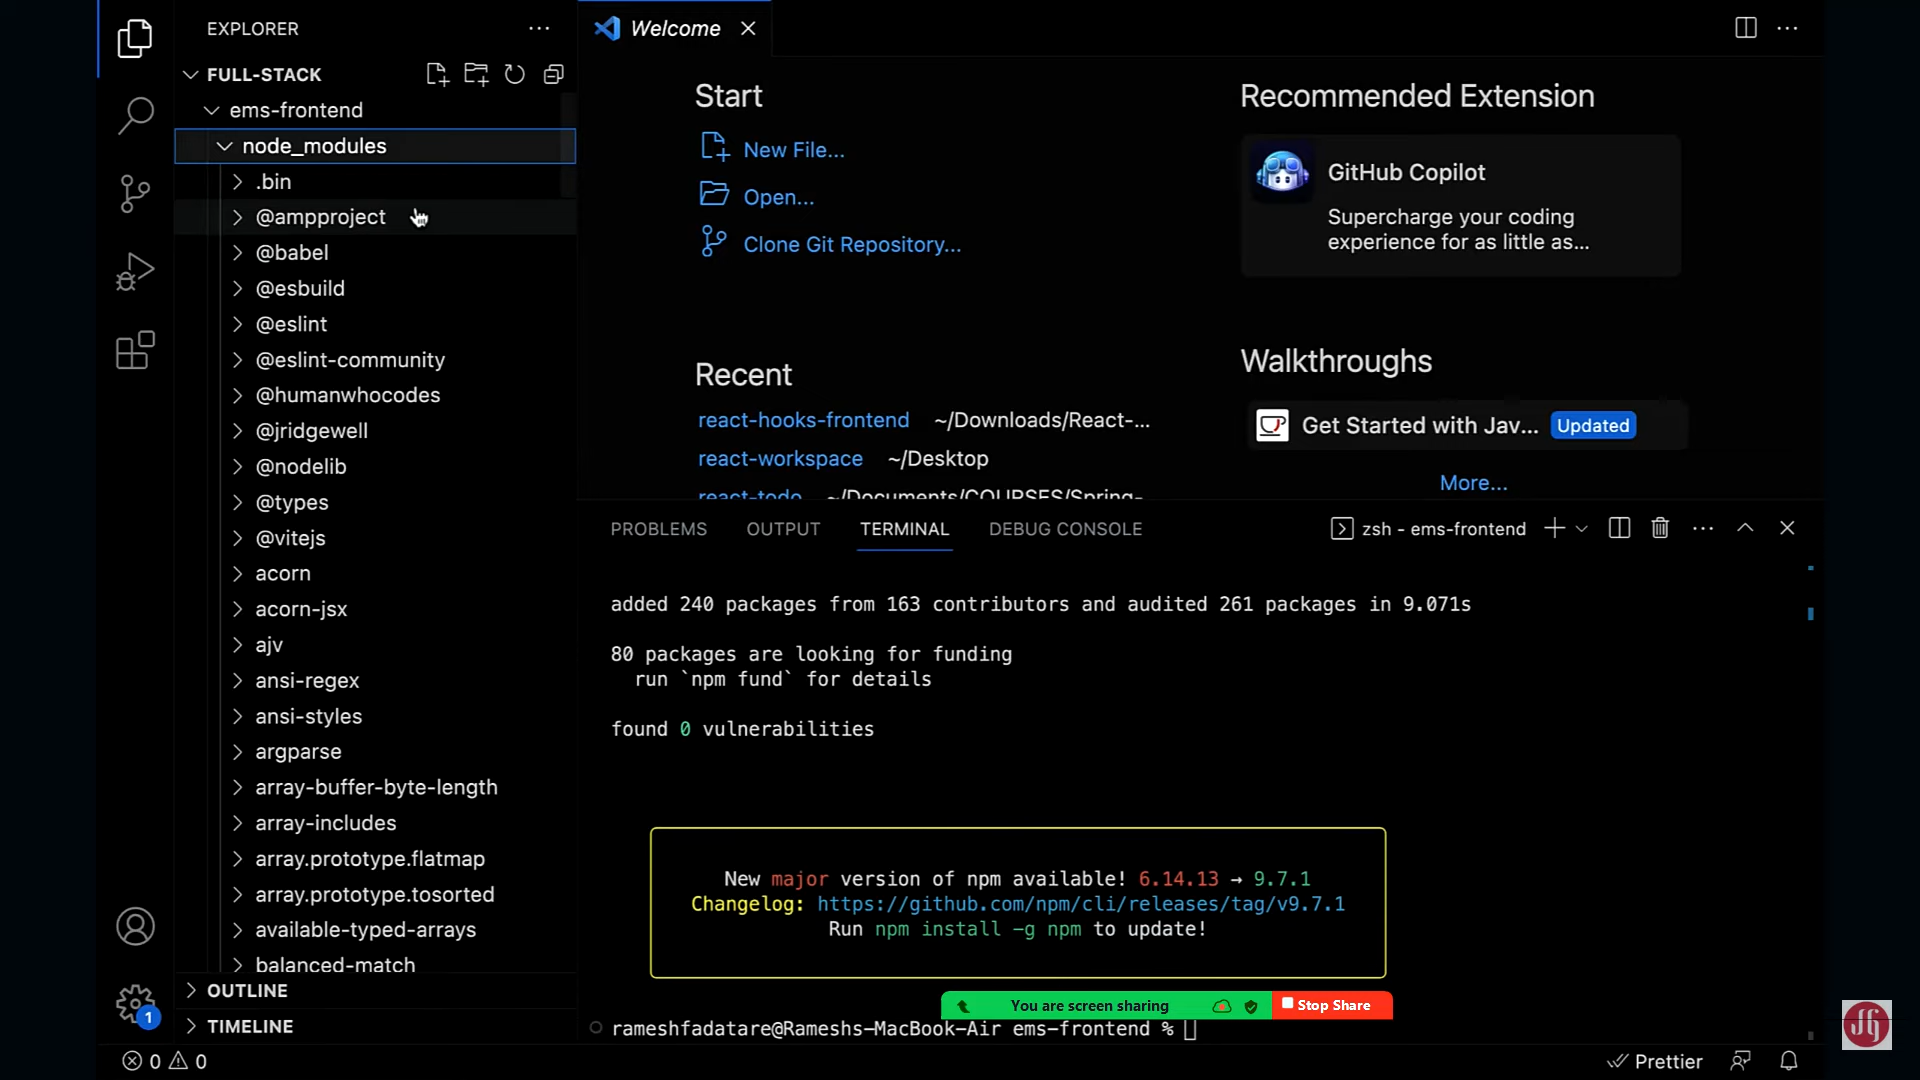 EXPLORER
FULL-STACK
ems-frontend
node_modules
.bin
@ampproject
@babel
@esbuild
@eslint
@eslint-community
@humanwhocodes
@jridgewell
@nodelib
@types
@vitejs
acorn
acorn-jsx
ajv
ansi-regex
ansi-styles
argparse
array-buffer-byte-length
array-includes
array.prototype.flatmap
array.prototype.tosorted
available-typed-arrays
balanced-match
OUTLINE
TIMELINE
1
Welcome
Start
New File...
Open...
Clone Git Repository...
Recent
react-hooks-frontend ~/Downloads/React-...
react-workspace ~/Desktop
react-todo ~/Documents/COURSES/Spring-
Recommended Extension
GitHub Copilot
Supercharge your coding
experience for as little as...
Walkthroughs
Get Started with Jav... Updated
More...
PROBLEMS OUTPUT TERMINAL DEBUG CONSOLE zsh - ems-frontend
added 240 packages from 163 contributors and audited 261 packages in 9.071s
80 packages are looking for funding
run `npm fund` for details
found 0 vulnerabilities
New major version of npm available! 6.14.13 → 9.7.1
Changelog: https://github.com/npm/cli/releases/tag/v9.7.1
Run npm install -g npm to update!
You are screen sharing Stop Share
rameshfadatare@Rameshs-MacBook-Air ems-frontend %
0 0 Prettier
JG